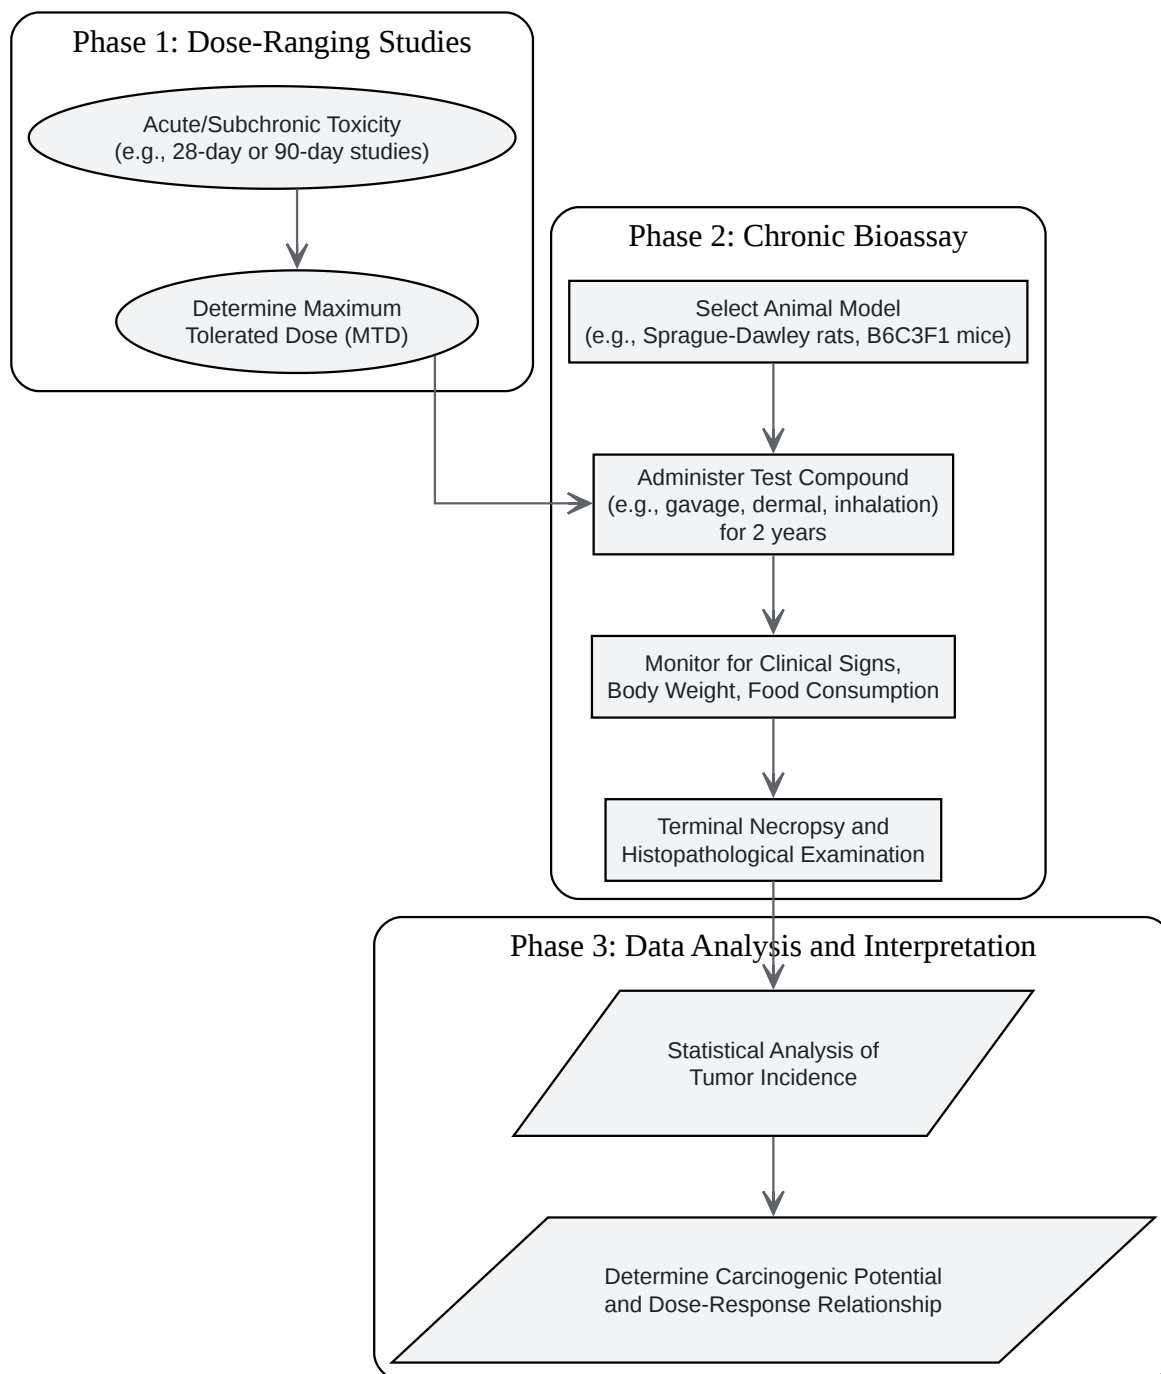 Phase 1: Dose-Ranging Studies
Acute/Subchronic Toxicity
(e.g., 28-day or 90-day studies)
Determine Maximum
Tolerated Dose (MTD)
Phase 2: Chronic Bioassay
Select Animal Model
(e.g., Sprague-Dawley rats, B6C3F1 mice)
Administer Test Compound
(e.g., gavage, dermal, inhalation)
for 2 years
Monitor for Clinical Signs,
Body Weight, Food Consumption
Terminal Necropsy and
Histopathological Examination
Phase 3: Data Analysis and Interpretation
Statistical Analysis of
Tumor Incidence
Determine Carcinogenic Potential
and Dose-Response Relationship